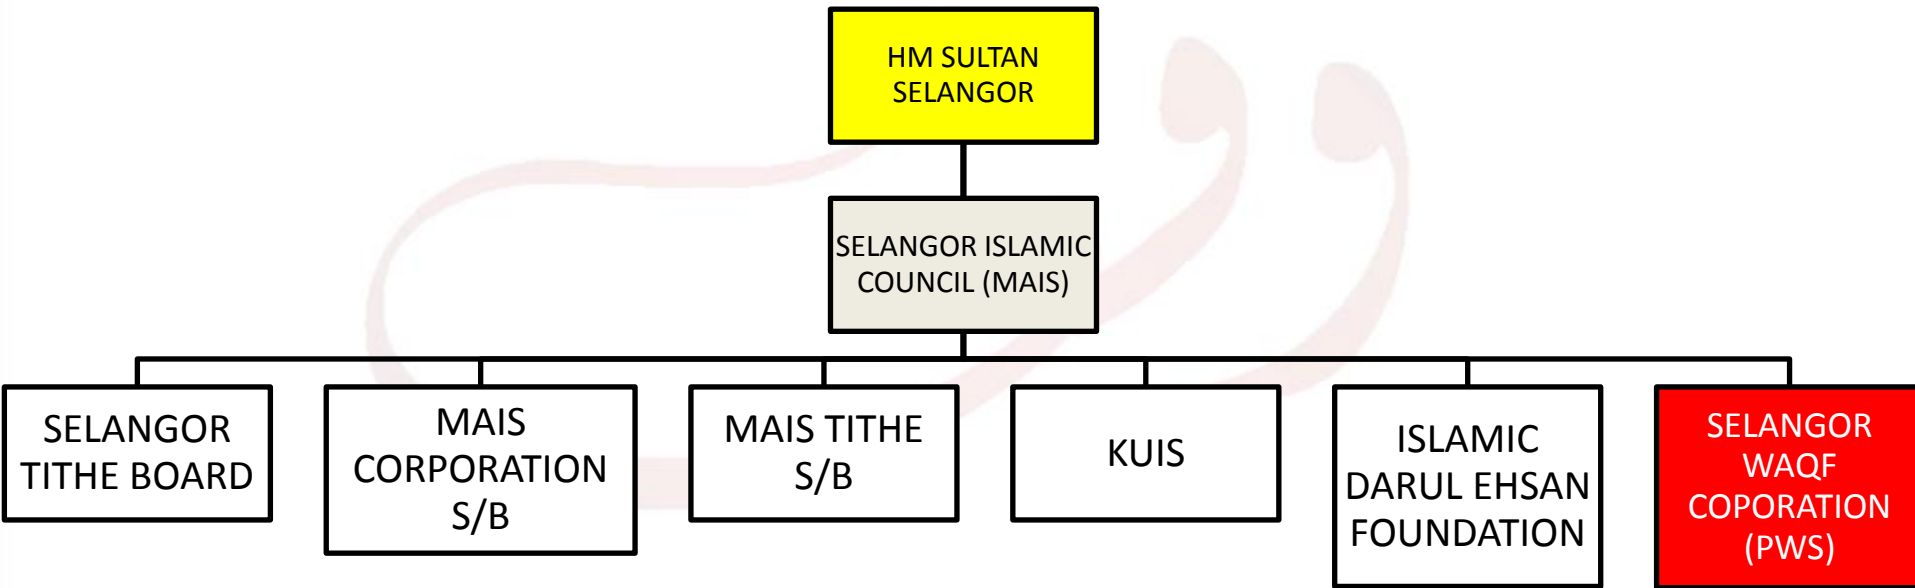 HM SULTAN
SELANGOR
SELANGOR ISLAMIC
COUNCIL (MAIS)
SELANGOR
TITHE BOARD
MAIS
CORPORATION
S/B
MAIS TITHE
S/B
KUIS
ISLAMIC
DARUL EHSAN
FOUNDATION
SELANGOR
WAQF
COPORATION
(PWS)